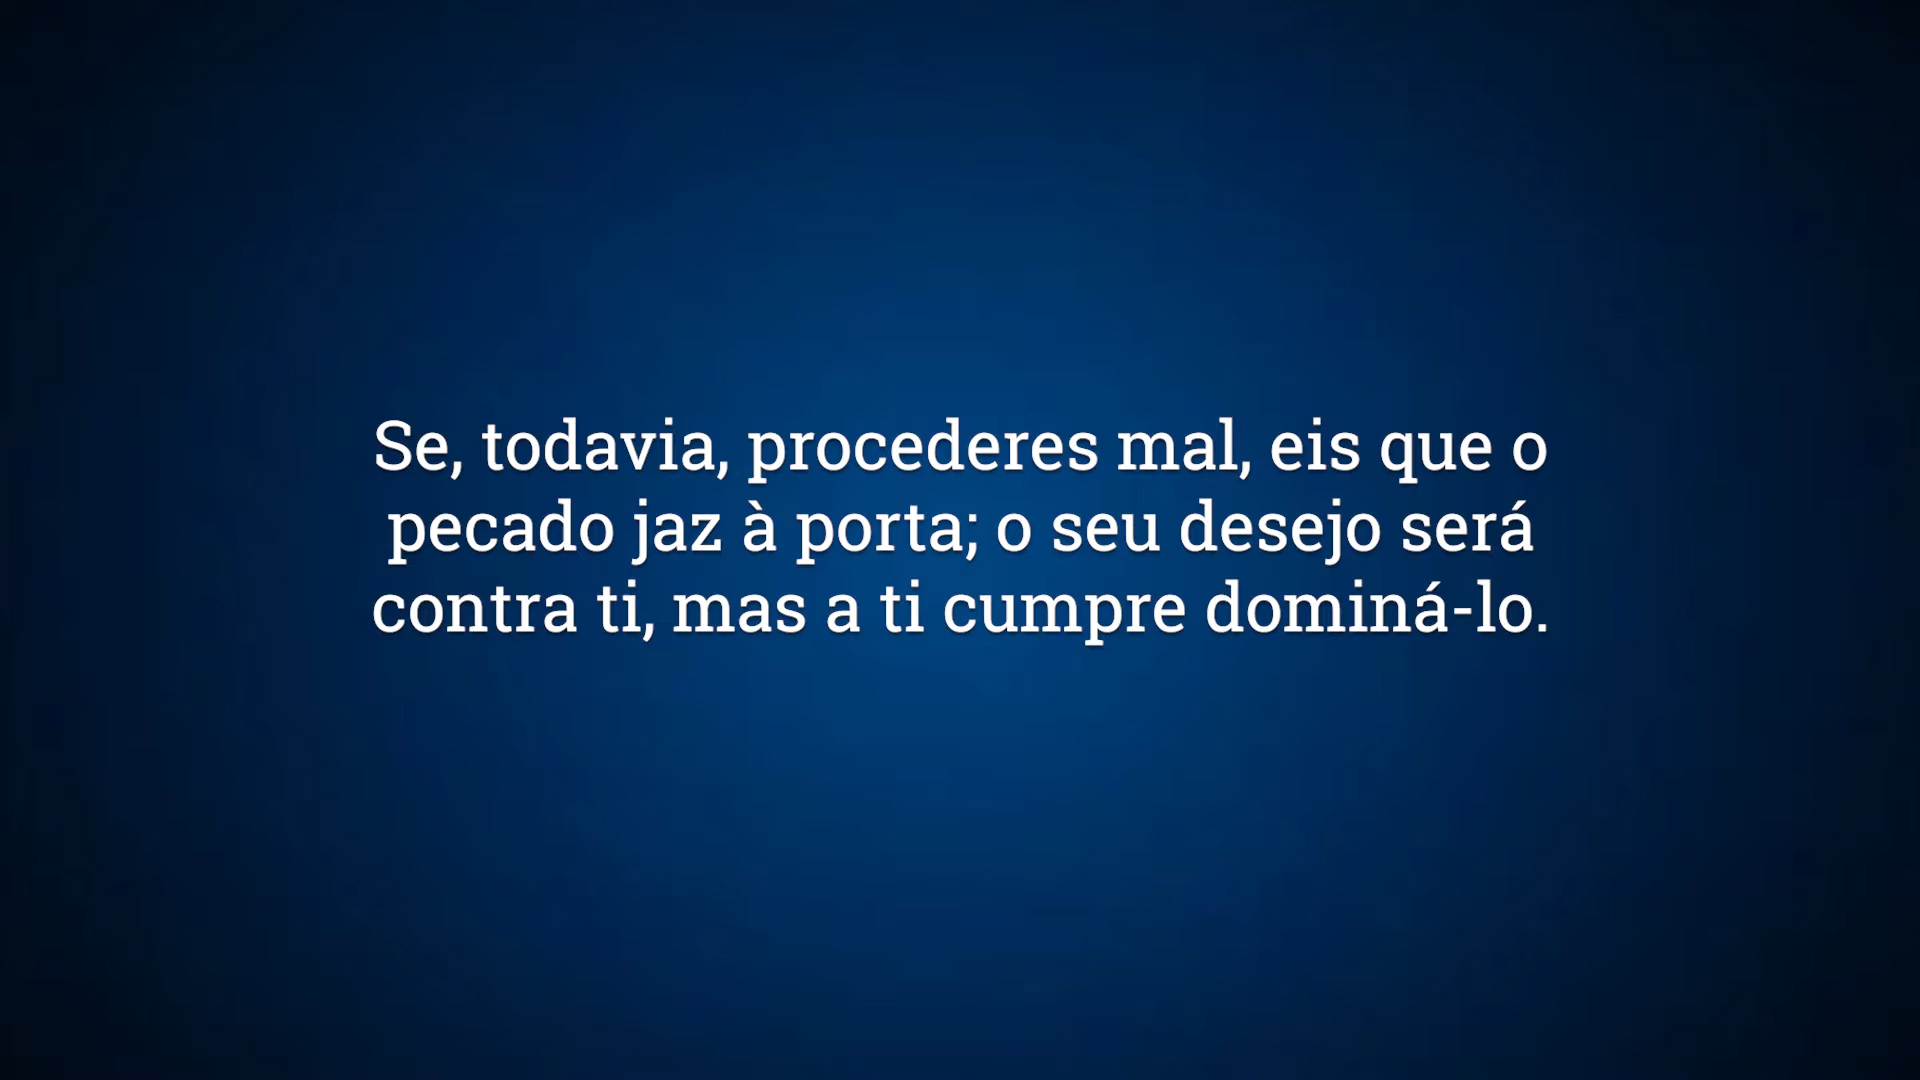 Se, todavia, procederes mal, eis que o
pecado jaz à porta; o seu desejo será
contra ti, mas a ti cumpre dominá-lo.